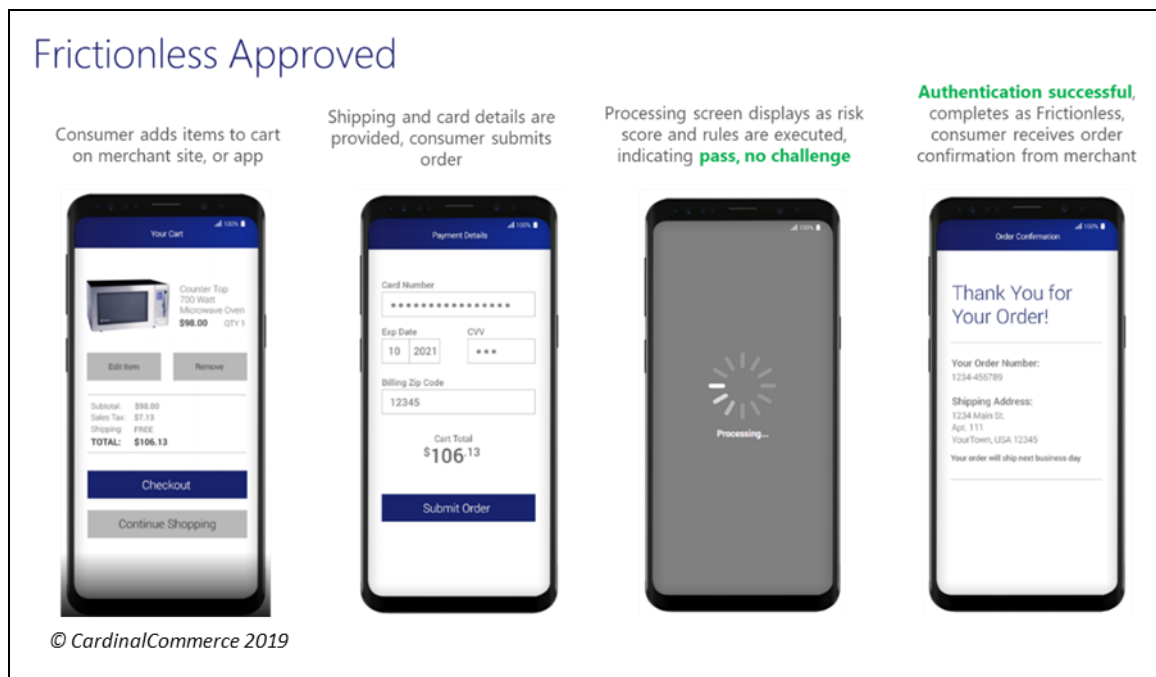 Frictionless Approved
Consumer adds items to cart
on merchant site, or app
Shipping and card details are
provided, consumer submits
order
Processing screen displays as risk
score and rules are executed,
indicating pass, no challenge
Authentication successful,
completes as Frictionless,
consumer receives order
confirmation from merchant
100%
Your Cart
Counter Top
700 Watt
Microwave Oven
$98.00 QTY 1
Edit Item
Remove
Subtotal: $98.00
Sales Tax: $7.13
Shipping: FREE
TOTAL: $106.13
Checkout
Continue Shopping
100%
Payment Details
Card Number
****************
Exp Date CVV
10 2021 ***
Billing Zip Code
12345
Cart Total
$106.13
Submit Order
100%
Processing...
100%
Order Confirmation
Thank You for
Your Order!
Your Order Number:
1234-456789
Shipping Address:
1234 Main St.
Apt. 111
YourTown, USA 12345
Your order will ship next business day
© CardinalCommerce 2019